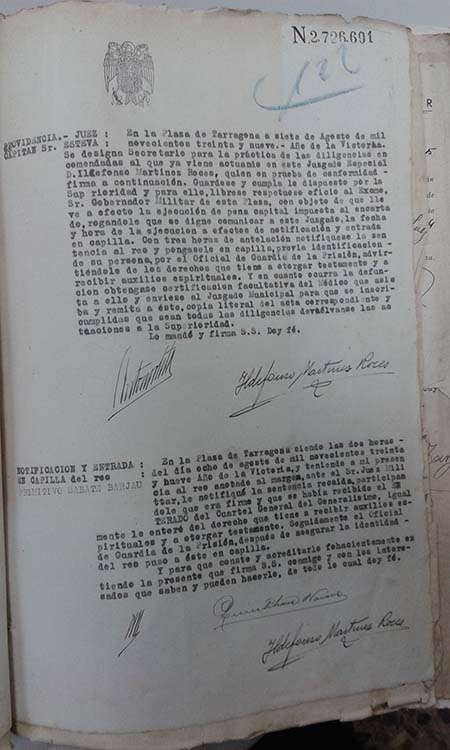 N.2.726.691
122
PROVIDENCIA.- JUEZ : En la Plaza de Tarragona a siete de Agosto de mil
CAPITAN Sr. ESTEVA : novecientos treinta y nueve.- Año de la Victoria.
Se designa Secretario para la práctica de las diligencias en
comendadas al que ya viene actuando en este Juzgado Especial
D.Ildefonso Martines Roces, quien en prueba de conformidad
firma a continuación. Guardese y cumpla lo dispuesto por la
Sup rioridad y para ello, librese respetuoso oficio al Excmo,
Sr. Gobernador Militar de esta Plaza, con objeto de que lle
ve a efecto la ejecución de pena capital impuesta al encarta
do, rogandole que se digne comunicar a este Juzgado, la fecha
y hora de la ejecucion a efectos de notificación y entrada
en capilla. Con tres horas de antelación notifiquese la sen
tencia al reo y pongasele en capilla, previa identificacion
de su persona, por el Oficial de Guardia de la Prisión, advir-
tiéndole de los derechos que tiene a otorgar testamento y a
recibir auxilios espirituales. Y en cuanto ocurra la defun-
cion obtengase certificación facultativa del Médico que asis
ta a ello y enviese al Juzgado Municipal para que se inscri-
ba y remita a éste, copia literal del acta correspondiente y
cumplidas que sean todas las diligencias devuélvanse las ac
tuaciones a la Superioridad.
Lo mandó y firma S.S. Doy fé.
Ildefonso Martines Roces
NOTIFICACION Y ENTRADA : En la Plaza de Tarragona siendo las dos horas-
EN CAPILLA del reo : del día ocho de agosto de mil novecientos treinta
PRIMITIVO SABATA BARJAU : y nueve Año de la Victoria, y teniendo a mi presen
cia al reo anotado al margen, ante el Sr. Juez Mili
ttar, le notifiqué la sentencia recaida, participan
dole que era firme y que se había recibido el EN
TERADO del Cuartel General del Generalísimo, igual
mente le enteré del derecho que tiene a recibir auxilios es-
pirituales y a otorgar testamento. Seguidamente el Oficial
de Guardia de la Prisión, después de asegurar la identidad-
del reo puso a éste en capilla.
Y para que conste y acreditarlo fehacientemente ex
tiendo la presente que firma S.S. conmigo y con los intere-
sados que saben y pueden hacerlo, de todo lo cual doy fé.
Ildefonso Martines Roces